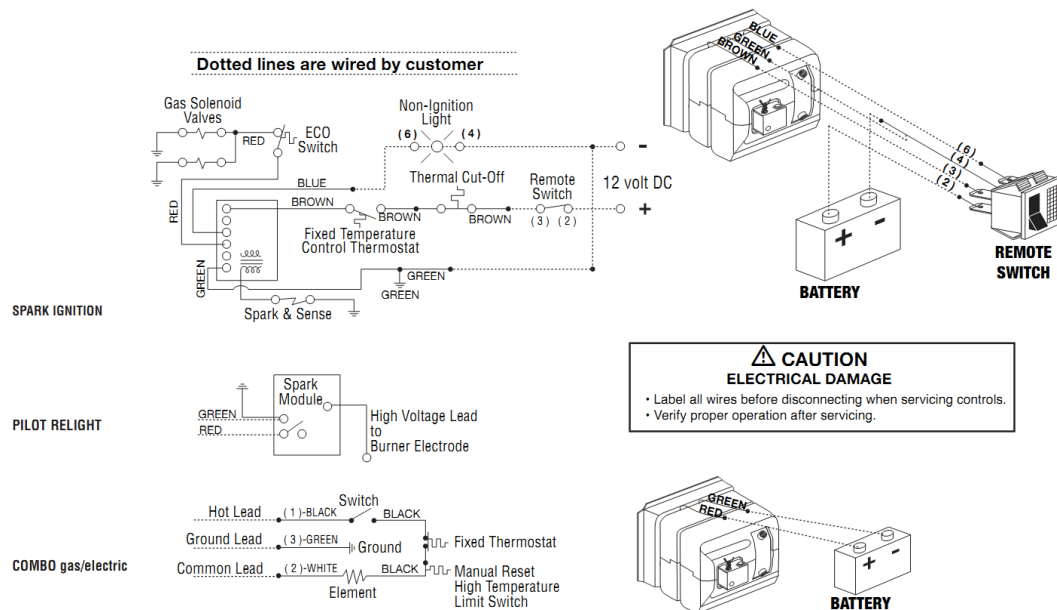 Dotted lines are wired by customer
Gas Solenoid
Valves
RED
ECO
Switch
Non-Ignition
Light
(6)
(4)
-
BLUE
Thermal Cut-Off
Remote
Switch
12 volt DC
RED
BROWN
BROWN
BROWN
(3) (2)
+
Fixed Temperature
Control Thermostat
GREEN
GREEN
GREEN
Spark & Sense
SPARK IGNITION
BLUE
GREEN
BROWN
(6)
(4)
(3)
(2)
+ -
BATTERY
REMOTE
SWITCH
⚠ CAUTION
ELECTRICAL DAMAGE
• Label all wires before disconnecting when servicing controls.
• Verify proper operation after servicing.
PILOT RELIGHT
Spark
Module
GREEN
RED
High Voltage Lead
to
Burner Electrode
COMBO gas/electric
Hot Lead
(1)-BLACK
Switch
BLACK
Ground Lead
(3)-GREEN
Ground
Fixed Thermostat
Common Lead
(2)-WHITE
BLACK
Element
Manual Reset
High Temperature
Limit Switch
GREEN
RED
+ -
BATTERY